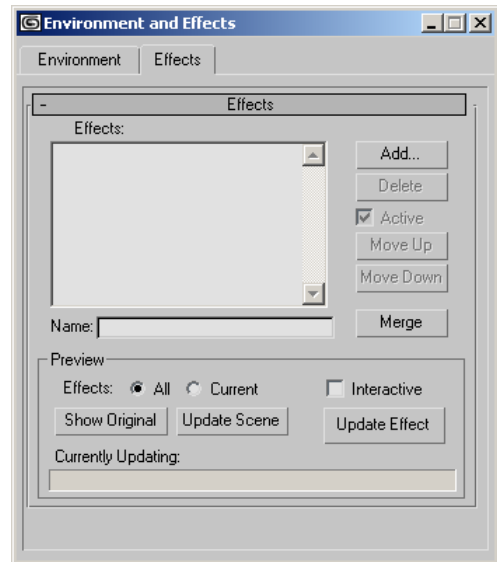 Environment and Effects
Environment Effects
- Effects
Effects:
Add...
Delete
Active
Move Up
Move Down
Name: Merge
Preview
Effects: All Current Interactive
Show Original Update Scene Update Effect
Currently Updating: